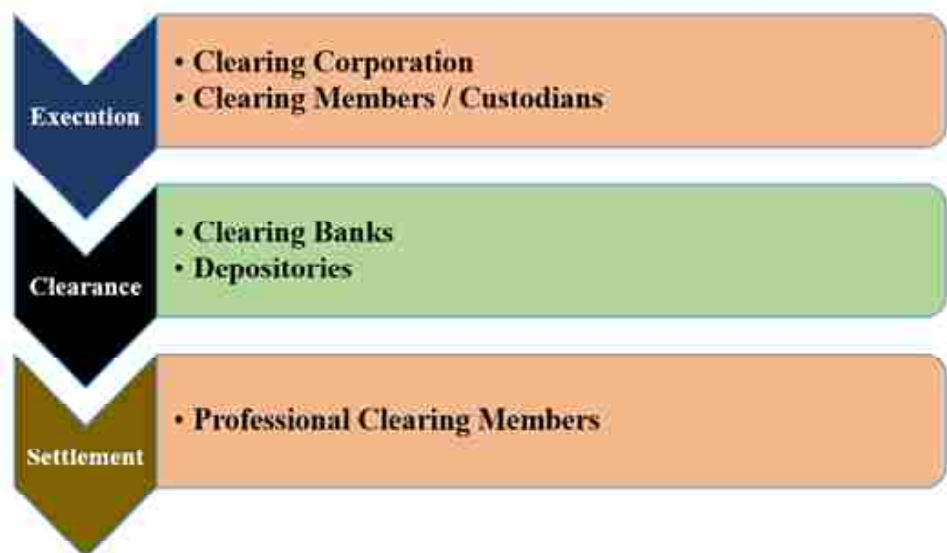 Execution
• Clearing Corporation
• Clearing Members / Custodians
Clearance
• Clearing Banks
• Depositories
Settlement
• Professional Clearing Members